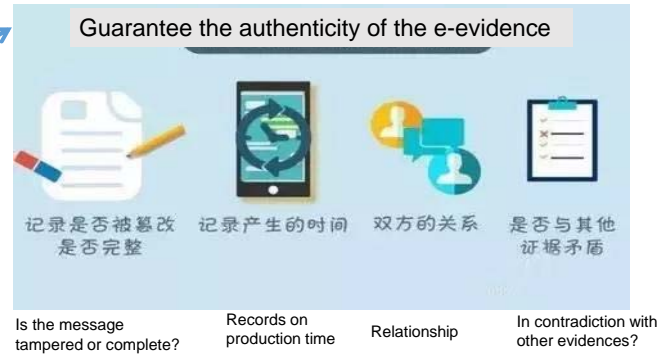 Guarantee the authenticity of the e-evidence
记录是否被篡改
是否完整
记录产生的时间
双方的关系
是否与其他
证据矛盾
Is the message
tampered or complete?
Records on
production time
Relationship
In contradiction with
other evidences?